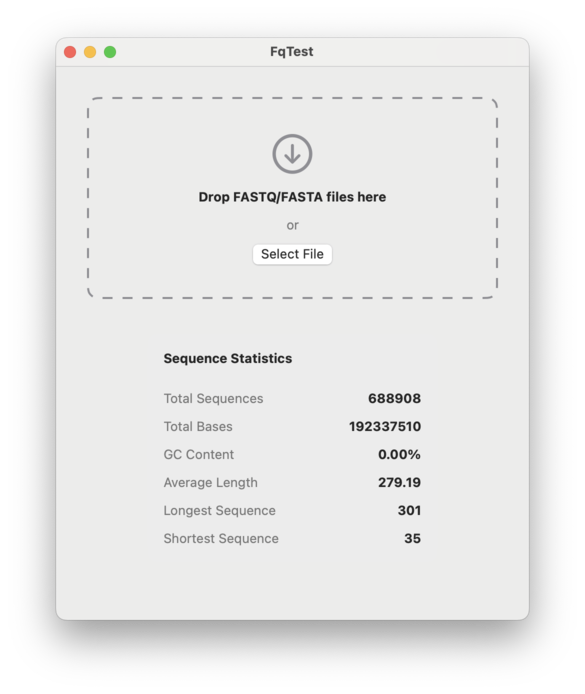 FqTest
Drop FASTQ/FASTA files here
or
Select File
Sequence Statistics
Total Sequences 688908
Total Bases 192337510
GC Content 0.00%
Average Length 279.19
Longest Sequence 301
Shortest Sequence 35